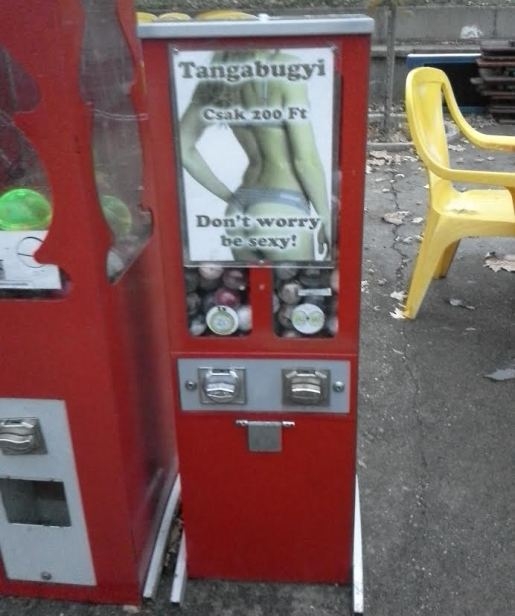 Tangabugyi
Csak 200 Ft
Don't worry
be sexy!